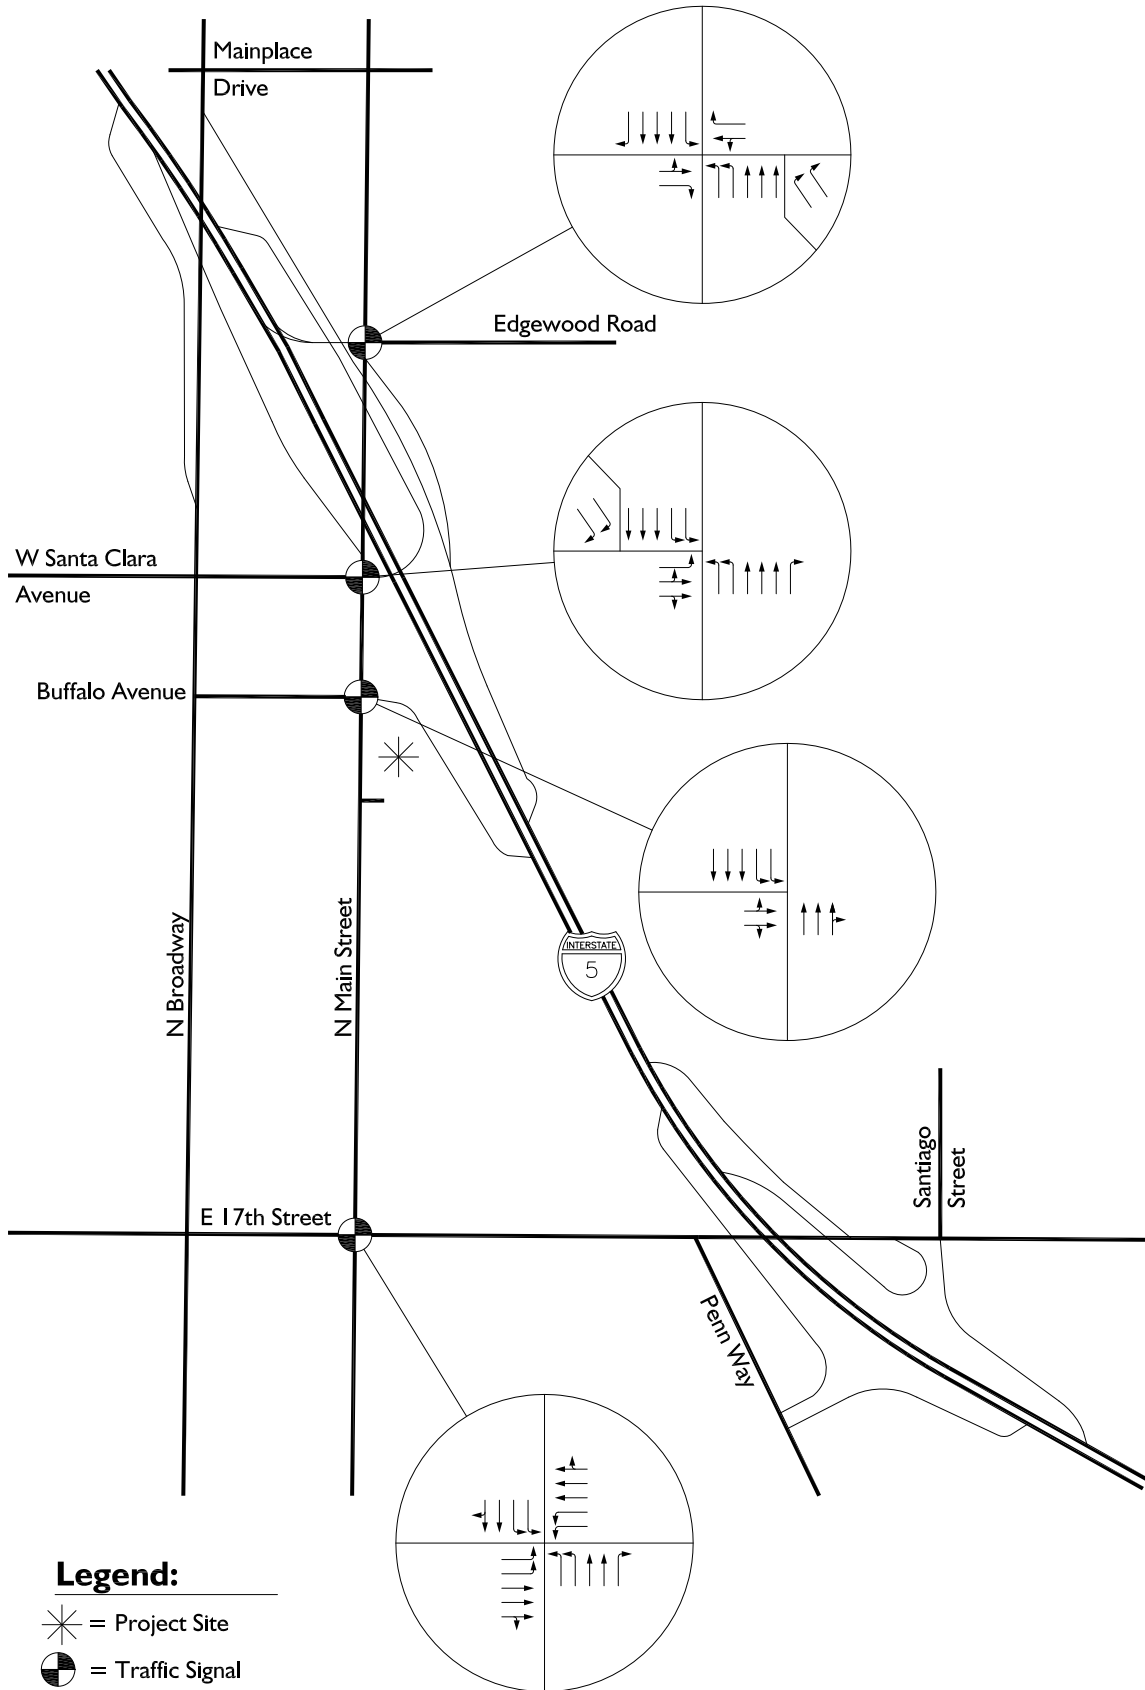 Mainplace
Drive
Edgewood Road
W Santa Clara
Avenue
Buffalo Avenue
N Broadway
N Main Street
INTERSTATE
5
Santiago
Street
E 17th Street
Penn Way
Legend:
= Project Site
= Traffic Signal